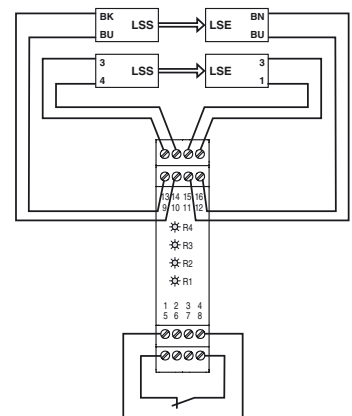 BK LSS LSE BN
BU BU
3 LSS LSE 3
4 1
13 14 15 16
9 10 11 12
R4
R3
R2
R1
1 2 3 4
5 6 7 8